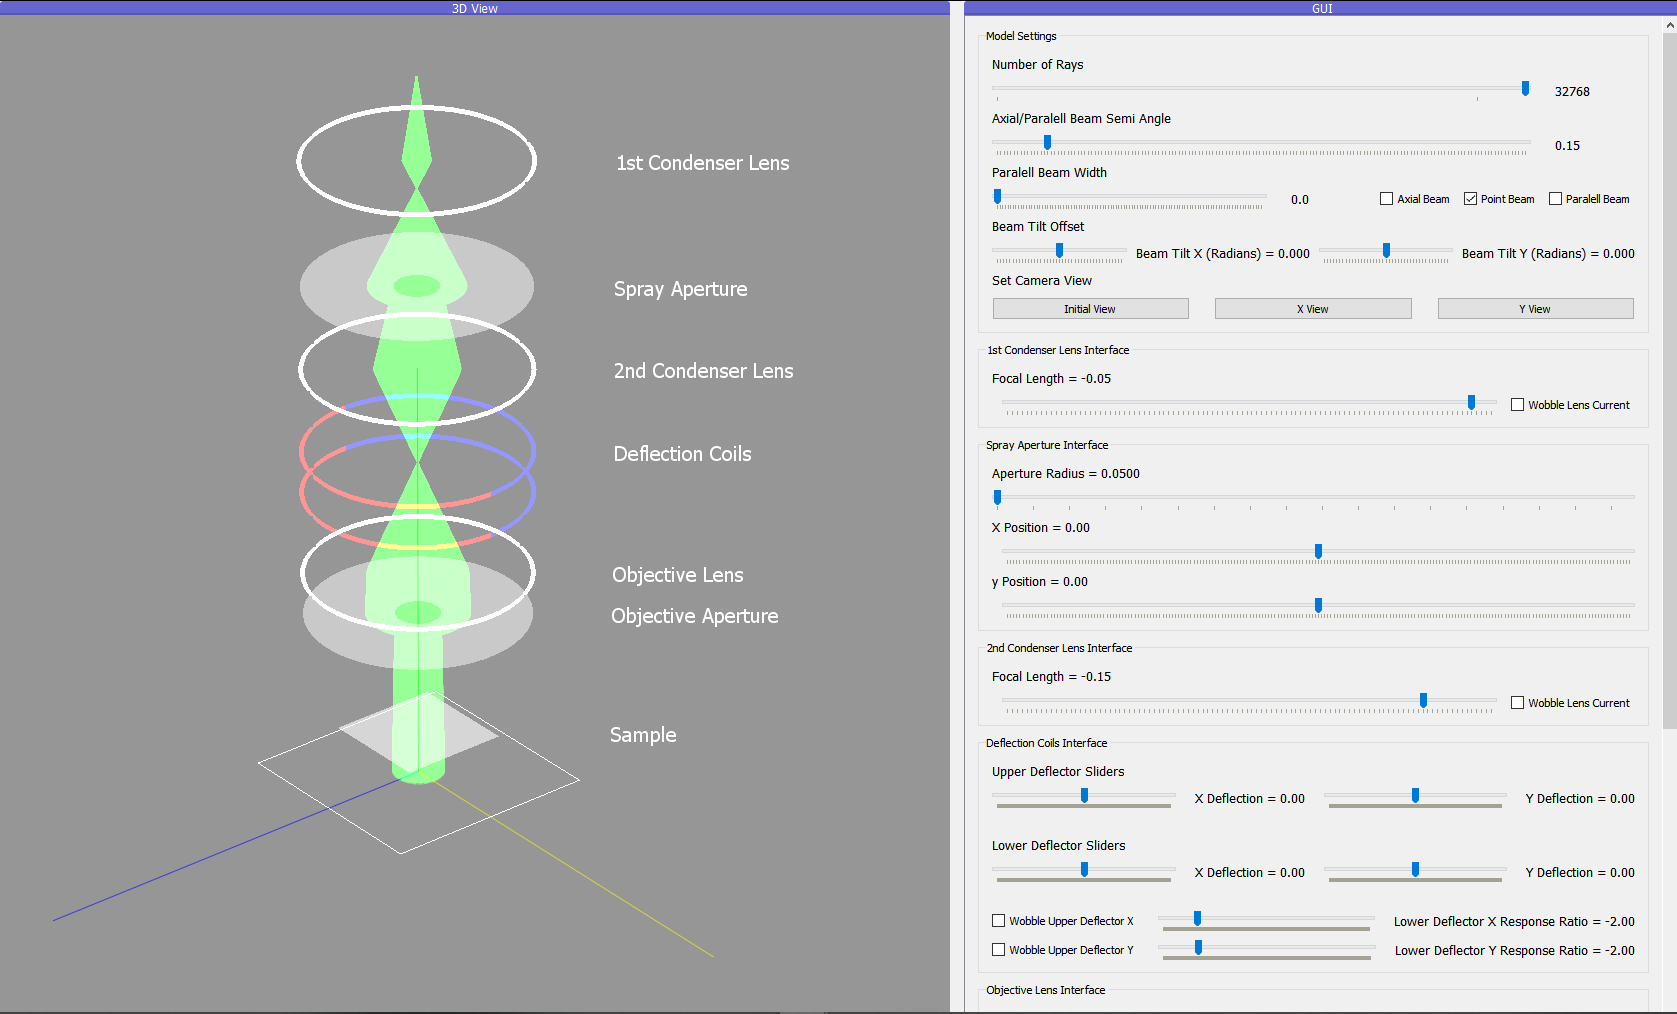 3D View
1st Condenser Lens
Spray Aperture
2nd Condenser Lens
Deflection Coils
Objective Lens
Objective Aperture
Sample
GUI
Model Settings
Number of Rays
32768
Axial/Paralell Beam Semi Angle
0.15
Paralell Beam Width
0.0
Axial Beam
Point Beam
Paralell Beam
Beam Tilt Offset
Beam Tilt X (Radians) = 0.000
Beam Tilt Y (Radians) = 0.000
Set Camera View
Initial View
X View
Y View
1st Condenser Lens Interface
Focal Length = -0.05
Wobble Lens Current
Spray Aperture Interface
Aperture Radius = 0.0500
X Position = 0.00
y Position = 0.00
2nd Condenser Lens Interface
Focal Length = -0.15
Wobble Lens Current
Deflection Coils Interface
Upper Deflector Sliders
X Deflection = 0.00
Y Deflection = 0.00
Lower Deflector Sliders
X Deflection = 0.00
Y Deflection = 0.00
Wobble Upper Deflector X
Lower Deflector X Response Ratio = -2.00
Wobble Upper Deflector Y
Lower Deflector Y Response Ratio = -2.00
Objective Lens Interface